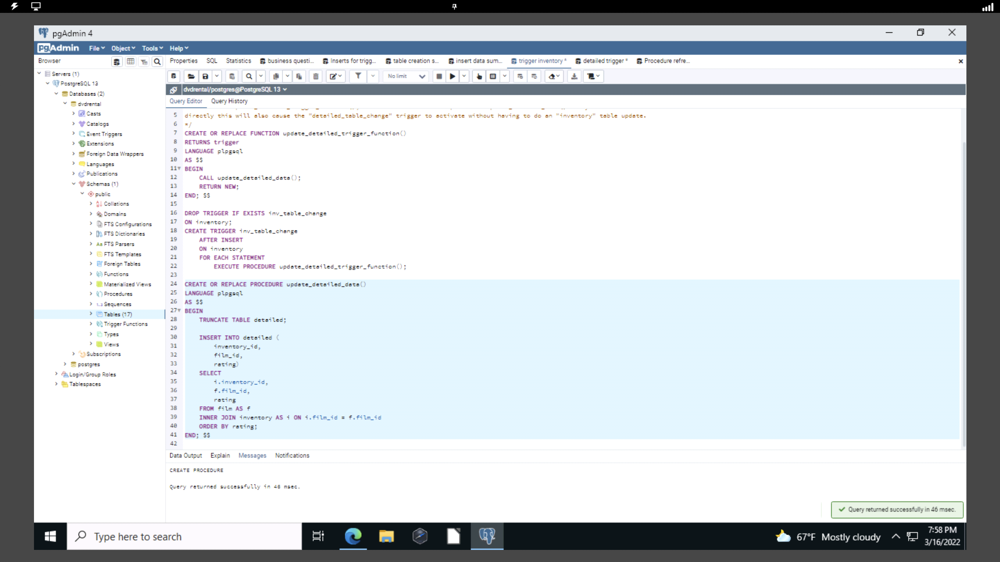 pgAdmin 4
pgAdmin File Object Tools Help
Browser
Properties SQL Statistics business questi... Inserts for trigg... table creation s... insert data sum... trigger inventory * detailed trigger * Procedure refre...
No limit
dvdrental/postgres@PostgreSQL 13
Query Editor Query History
Servers (1)
PostgreSQL 13
Databases (2)
dvdrental
Casts
Catalogs
Event Triggers
Extensions
Foreign Data Wrappers
Languages
Publications
Schemas (1)
public
Collations
Domains
FTS Configurations
FTS Dictionaries
Aa FTS Parsers
FTS Templates
Foreign Tables
Functions
Materialized Views
Procedures
1..3 Sequences
Tables (17)
Trigger Functions
Types
Views
Subscriptions
postgres
Login/Group Roles
Tablespaces
5 directly this will also cause the "detailed_table_change" trigger to activate without having to do an "inventory" table update.
6 */
7 CREATE OR REPLACE FUNCTION update_detailed_trigger_function()
8 RETURNS trigger
9 LANGUAGE plpgsql
10 AS $$
11 BEGIN
12 CALL update_detailed_data();
13 RETURN NEW;
14 END; $$
15
16 DROP TRIGGER IF EXISTS inv_table_change
17 ON inventory;
18 CREATE TRIGGER inv_table_change
19 AFTER INSERT
20 ON inventory
21 FOR EACH STATEMENT
22 EXECUTE PROCEDURE update_detailed_trigger_function();
23
24 CREATE OR REPLACE PROCEDURE update_detailed_data()
25 LANGUAGE plpgsql
26 AS $$
27 BEGIN
28 TRUNCATE TABLE detailed;
29
30 INSERT INTO detailed (
31 inventory_id,
32 film_id,
33 rating)
34 SELECT
35 i.inventory_id,
36 f.film_id,
37 rating
38 FROM film AS f
39 INNER JOIN inventory AS i ON i.film_id = f.film_id
40 ORDER BY rating;
41 END; $$
42
Data Output Explain Messages Notifications
CREATE PROCEDURE
Query returned successfully in 46 msec.
Query returned successfully in 46 msec.
Type here to search
67°F Mostly cloudy
7:58 PM
3/16/2022